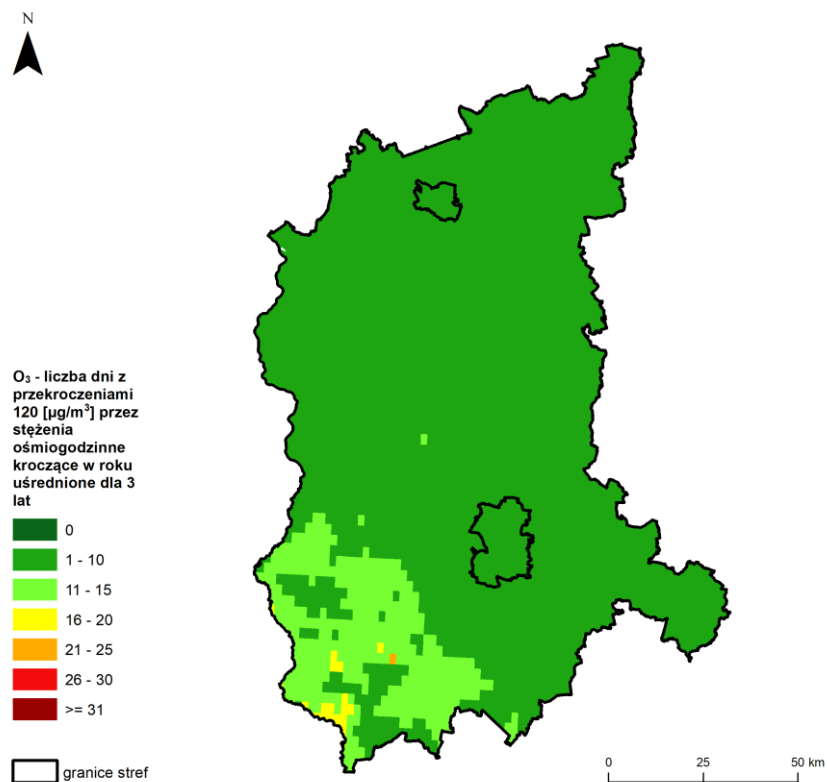 N
O₃ - liczba dni z
przekroczeniami
120 [µg/m³] przez
stężenia
ośmiogodzinne
kroczące w roku
uśrednione dla 3
lat
0
1 - 10
11 - 15
16 - 20
21 - 25
26 - 30
>= 31
granice stref
0 25 50 km